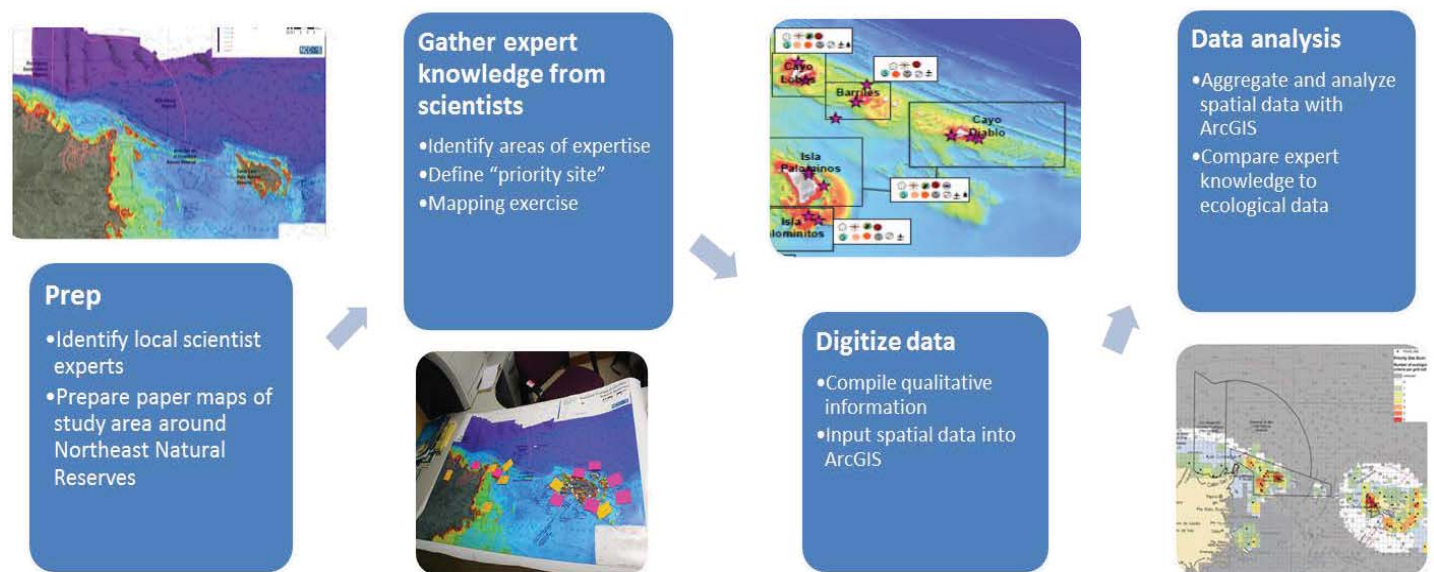 Prep
•Identify local scientist
experts
•Prepare paper maps of
study area around
Northeast Natural
Reserves
Gather expert
knowledge from
scientists
•Identify areas of expertise
•Define “priority site”
•Mapping exercise
Cayo
Lobos
Barriles
Cayo
Diablo
Isla
Palominos
Isla
alominitos
Digitize data
•Compile qualitative
information
•Input spatial data into
ArcGIS
Data analysis
•Aggregate and analyze
spatial data with
ArcGIS
•Compare expert
knowledge to
ecological data